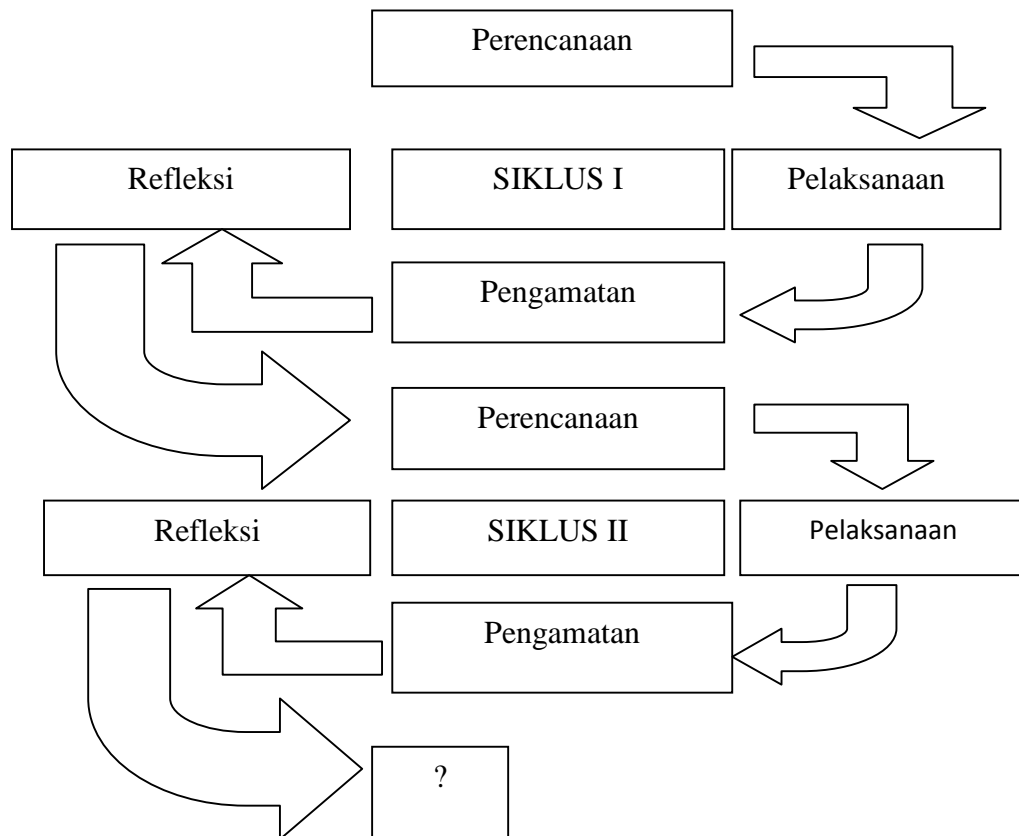 Perencanaan
Refleksi
SIKLUS I
Pelaksanaan
Pengamatan
Perencanaan
Refleksi
SIKLUS II
Pelaksanaan
Pengamatan
?